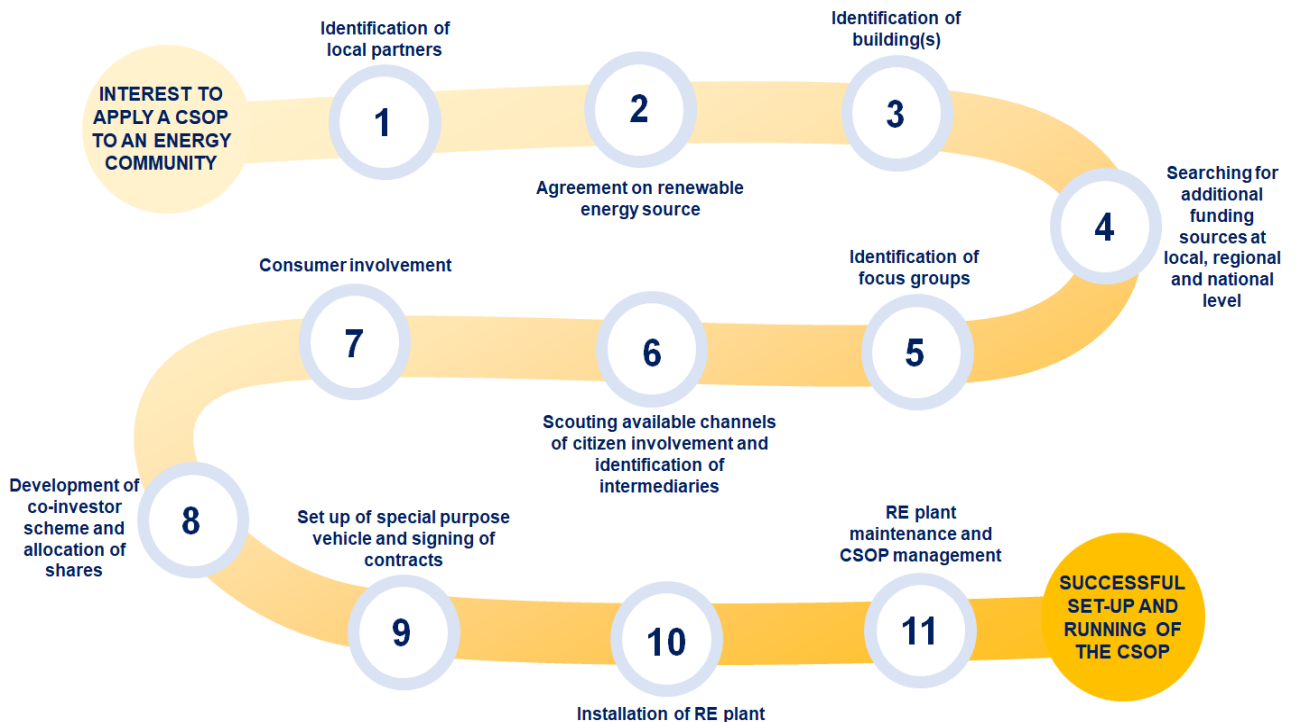 INTEREST TO
APPLY A CSOP
TO AN ENERGY
COMMUNITY
Identification of
local partners
1
2
Agreement on renewable
energy source
Identification of
building(s)
3
4
Searching for
additional
funding
sources at
local, regional
and national
level
Identification of
focus groups
5
6
Scouting available channels
of citizen involvement and
identification of
intermediaries
Consumer involvement
7
Development of
co-investor
scheme and
allocation of
shares
8
Set up of special purpose
vehicle and signing of
contracts
9
10
Installation of RE plant
RE plant
maintenance and
CSOP management
11
SUCCESSFUL
SET-UP AND
RUNNING OF
THE CSOP